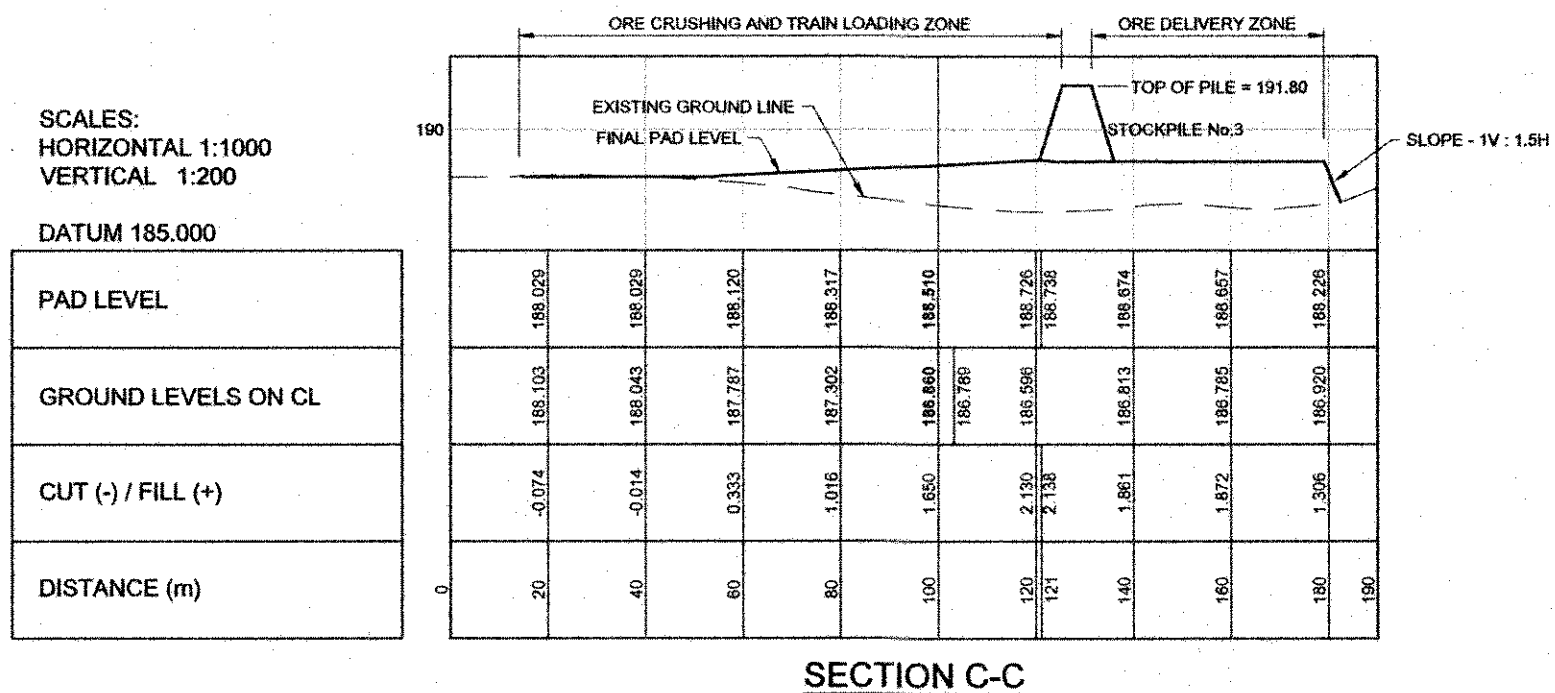 ORE CRUSHING AND TRAIN LOADING ZONE
ORE DELIVERY ZONE
SCALES:
HORIZONTAL 1:1000
VERTICAL 1:200
DATUM 185.000
190
EXISTING GROUND LINE
FINAL PAD LEVEL
TOP OF PILE = 191.80
STOCKPILE No.3
SLOPE - 1V : 1.5H
PAD LEVEL 188.029 188.029 188.120 188.317 188.510 188.726 188.738 188.674 188.657 188.226
GROUND LEVELS ON CL 188.103 188.043 187.787 187.302 186.860 186.789 186.596 186.813 186.785 186.920
CUT (-) / FILL (+) -0.074 -0.014 0.333 1.016 1.650 2.130 2.138 1.861 1.872 1.306
DISTANCE (m) 0 20 40 60 80 100 120 121 140 160 180 190
SECTION C-C